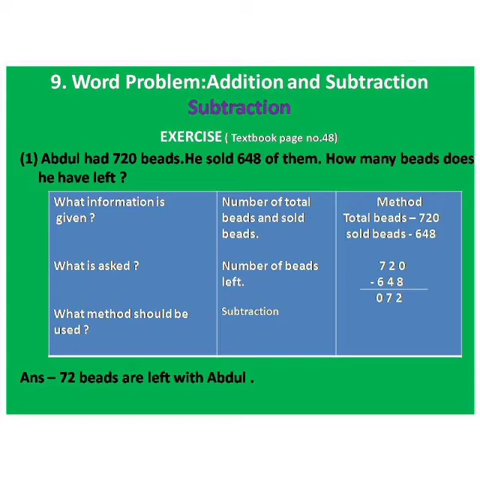 9. Word Problem:Addition and Subtraction
Subtraction
EXERCISE ( Textbook page no.48)
(1) Abdul had 720 beads.He sold 648 of them. How many beads does
he have left ?
What information is
given ?
Number of total
beads and sold
beads.
Method
Total beads – 720
sold beads - 648
What is asked ?
Number of beads
left.
7 2 0
- 6 4 8
0 7 2
What method should be
used ?
Subtraction
Ans – 72 beads are left with Abdul .